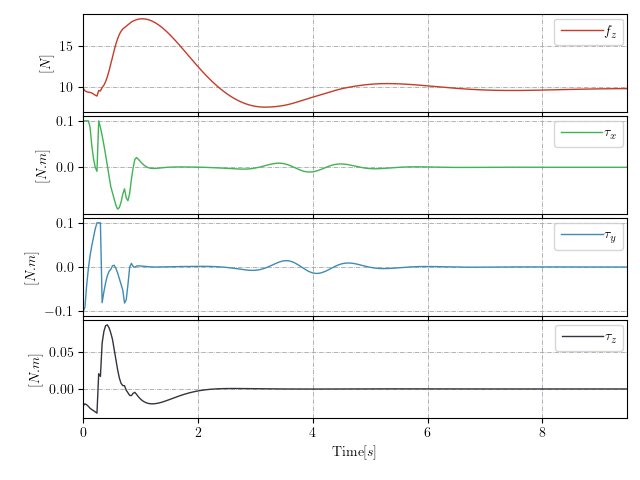 [N]
15
10
f_z
[N.m]
0.1
0.0
τ_x
[N.m]
0.1
0.0
−0.1
τ_y
[N.m]
0.05
0.00
τ_z
0 2 4 6 8
Time[s]